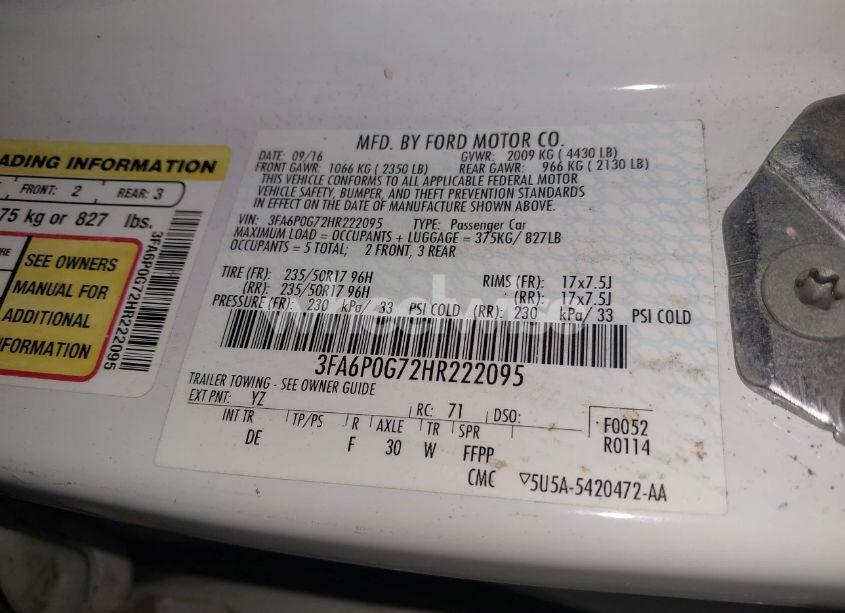 ADING INFORMATION
FRONT: 2 REAR: 3
75 kg or 827 lbs.
SEE OWNERS
MANUAL FOR
ADDITIONAL
FORMATION
3FA6P0G72HR222095
MFD. BY FORD MOTOR CO.
DATE: 09/16 GVWR: 2009 KG ( 4430 LB)
FRONT GAWR: 1066 KG ( 2350 LB) REAR GAWR: 966 KG ( 2130 LB)
THIS VEHICLE CONFORMS TO ALL APPLICABLE FEDERAL MOTOR
VEHICLE SAFETY, BUMPER, AND THEFT PREVENTION STANDARDS
IN EFFECT ON THE DATE OF MANUFACTURE SHOWN ABOVE.
VIN: 3FA6P0G72HR222095 TYPE: Passenger Car
MAXIMUM LOAD = OCCUPANTS + LUGGAGE = 375KG/ 827LB
OCCUPANTS = 5 TOTAL; 2 FRONT, 3 REAR
TIRE (FR): 235/50R17 96H RIMS (FR): 17x7.5J
(RR): 235/50R17 96H (RR): 17x7.5J
PRESSURE (FR): 230 kPa/ 33 PSI COLD (RR): 230 kPa/ 33 PSI COLD
3FA6P0G72HR222095
TRAILER TOWING - SEE OWNER GUIDE
EXT PNT: YZ RC: 71 DSO:
INT TR TP/PS R AXLE TR SPR F0052
DE F 30 W FFPP R0114
CMC ▽5U5A-5420472-AA